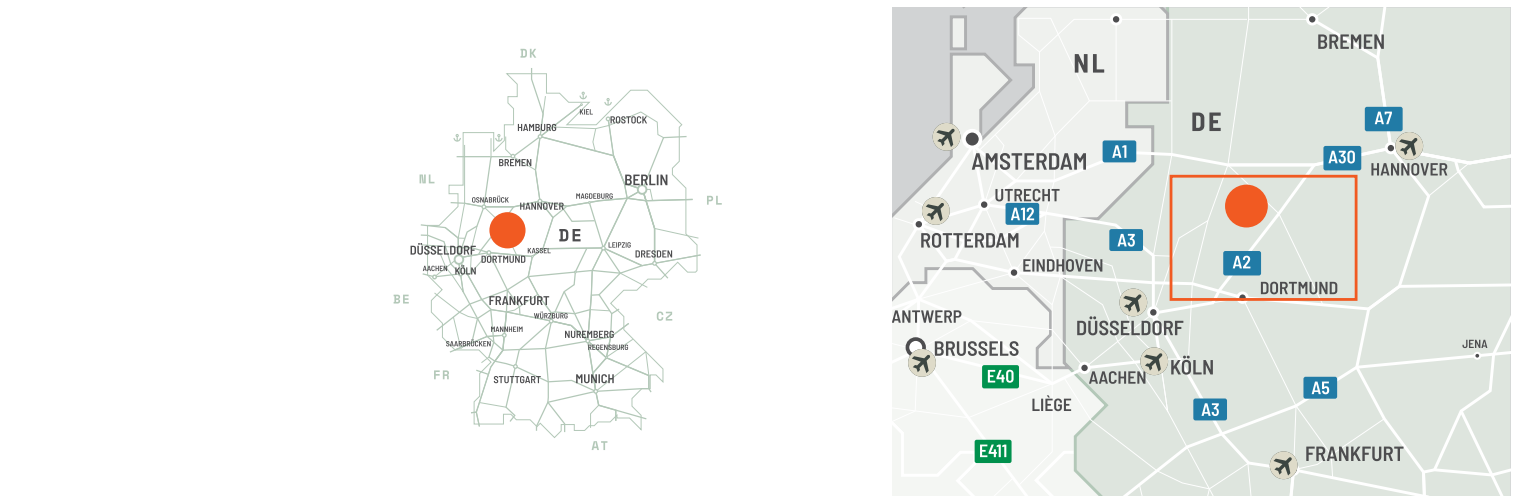 DK
KIEL
ROSTOCK
HAMBURG
BREMEN
NL
BERLIN
OSNABRÜCK
HANNOVER
MAGDEBURG
PL
DE
DÜSSELDORF
KASSEL
LEIPZIG
DORTMUND
DRESDEN
AACHEN
KÖLN
BE
FRANKFURT
WÜRZBURG
CZ
MANNHEIM
NUREMBERG
SAARBRÜCKEN
REGENSBURG
FR
STUTTGART
MUNICH
AT
BREMEN
NL
A7
DE
A1
A30
AMSTERDAM
HANNOVER
UTRECHT
A12
ROTTERDAM
A3
A2
EINDHOVEN
DORTMUND
ANTWERP
DÜSSELDORF
BRUSSELS
JENA
KÖLN
E40
AACHEN
A5
LIÈGE
A3
E411
FRANKFURT